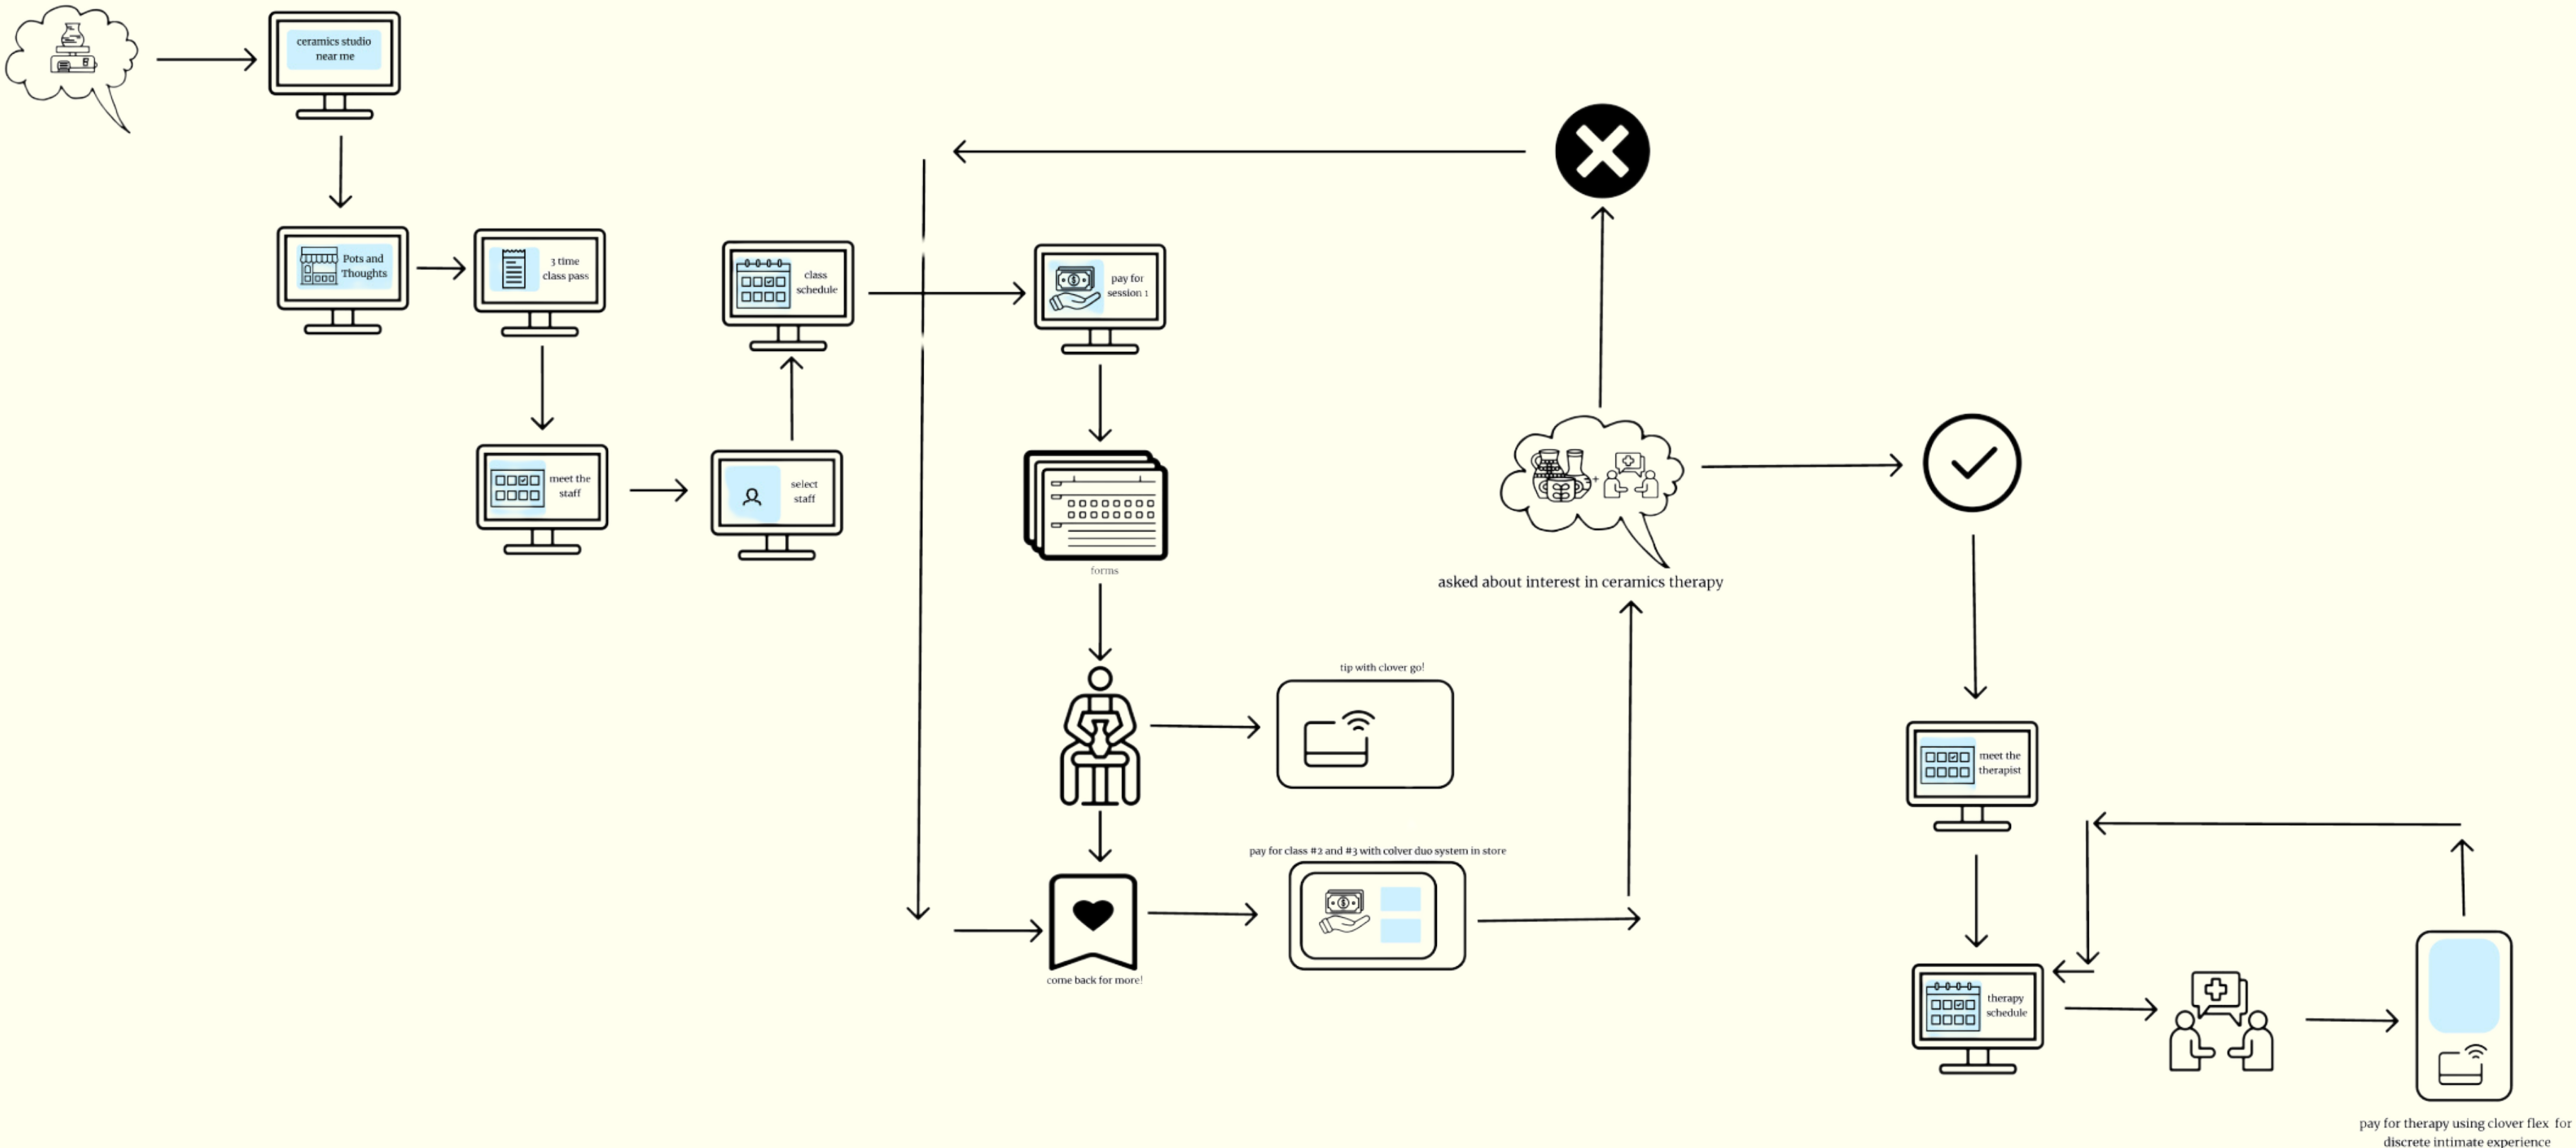 ceramics studio
near me
Pots and
Thoughts
3 time
class pass
meet the
staff
select
staff
class
schedule
pay for
session 1
forms
tip with clover go!
pay for class #2 and #3 with colver duo system in store
come back for more!
asked about interest in ceramics therapy
meet the
therapist
therapy
schedule
pay for therapy using clover flex for
discrete intimate experience